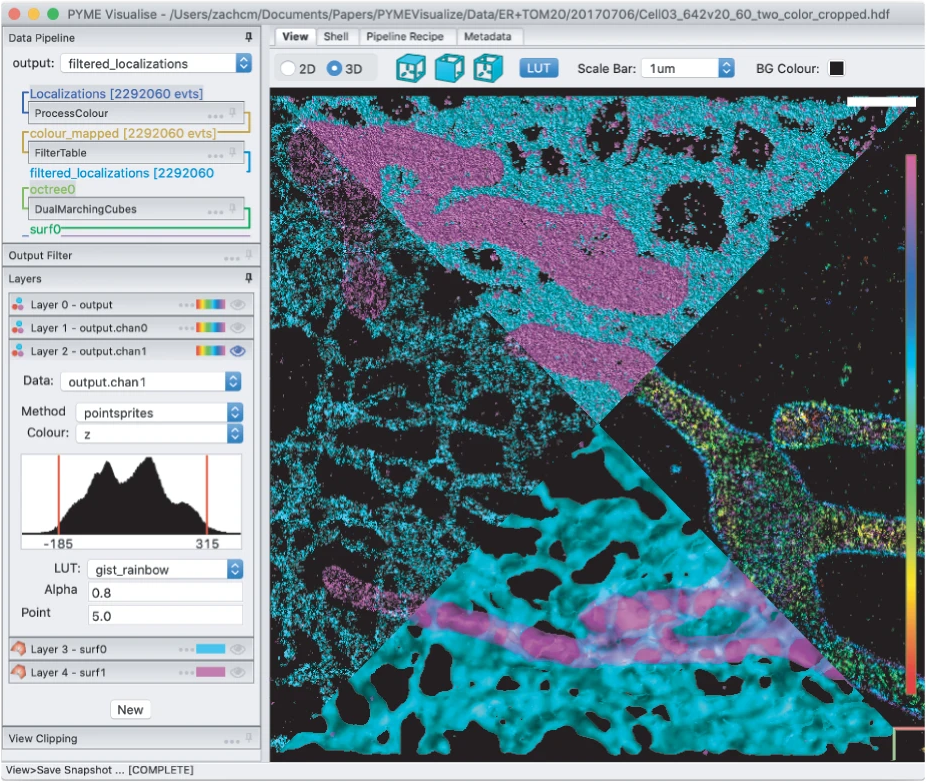 PYME Visualise - /Users/zachcm/Documents/Papers/PYMEVisualize/Data/ER+TOM20/20170706/Cell03_642v20_60_two_color_cropped.hdf
Data Pipeline
View Shell Pipeline Recipe Metadata
output: filtered_localizations
2D 3D LUT Scale Bar: 1um BG Colour:
Localizations [2292060 evts]
ProcessColour
colour_mapped [2292060 evts]
FilterTable
filtered_localizations [2292060
octree0
DualMarchingCubes
surf0
Output Filter
Layers
Layer 0 - output
Layer 1 - output.chan0
Layer 2 - output.chan1
Data: output.chan1
Method pointsprites
Colour: z
-185 315
LUT: gist_rainbow
Alpha 0.8
Point 5.0
Layer 3 - surf0
Layer 4 - surf1
New
View Clipping
View>Save Snapshot ... [COMPLETE]